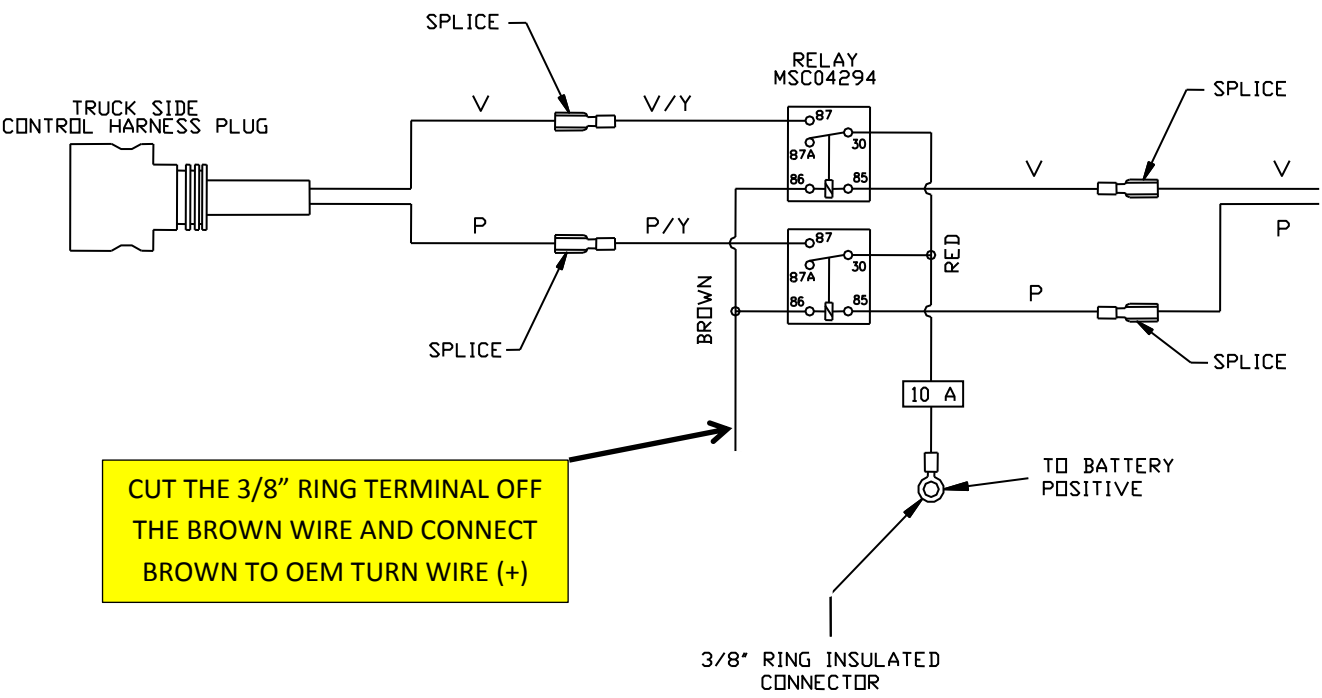 SPLICE
RELAY
MSC04294
TRUCK SIDE
CONTROL HARNESS PLUG
V
V/Y
87
87A
30
86
85
V
SPLICE
V
P
P/Y
87
87A
30
86
85
BROWN
RED
P
P
SPLICE
SPLICE
10 A
CUT THE 3/8” RING TERMINAL OFF
THE BROWN WIRE AND CONNECT
BROWN TO OEM TURN WIRE (+)
TO BATTERY
POSITIVE
3/8" RING INSULATED
CONNECTOR